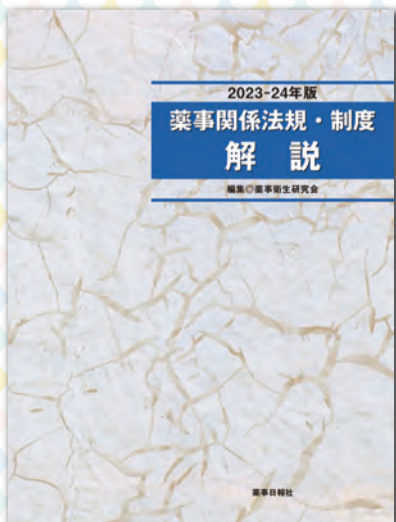 2023-24年版
薬事関係法規・制度
解説
編集◎薬事衛生研究会
薬事日報社